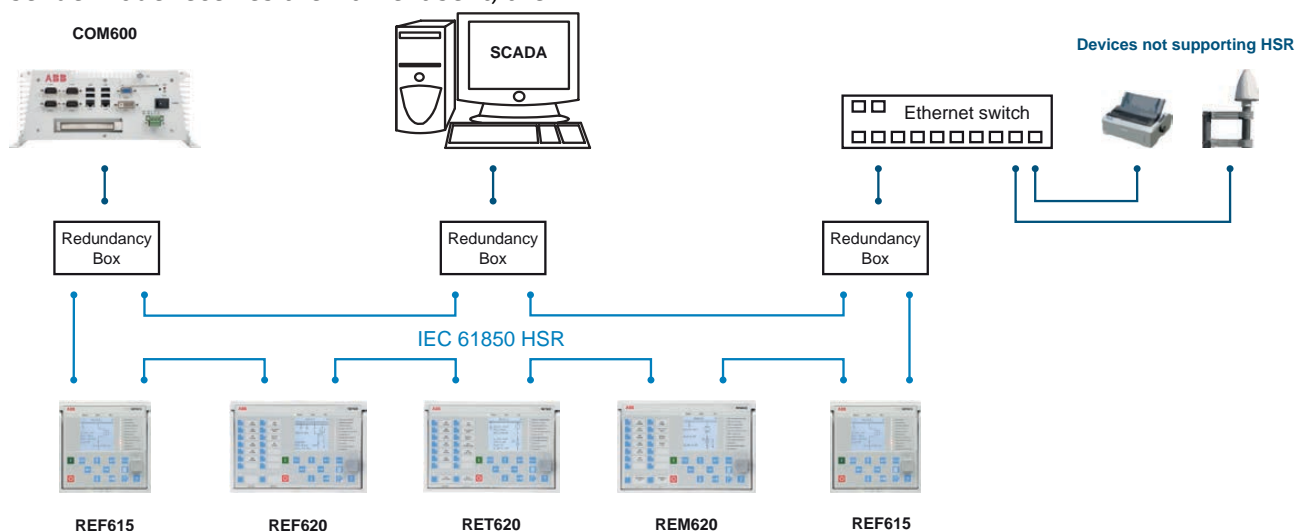 COM600
ABB
SCADA
Devices not supporting HSR
Ethernet switch
Redundancy
Box
Redundancy
Box
Redundancy
Box
IEC 61850 HSR
REF615
REF620
RET620
REM620
REF615